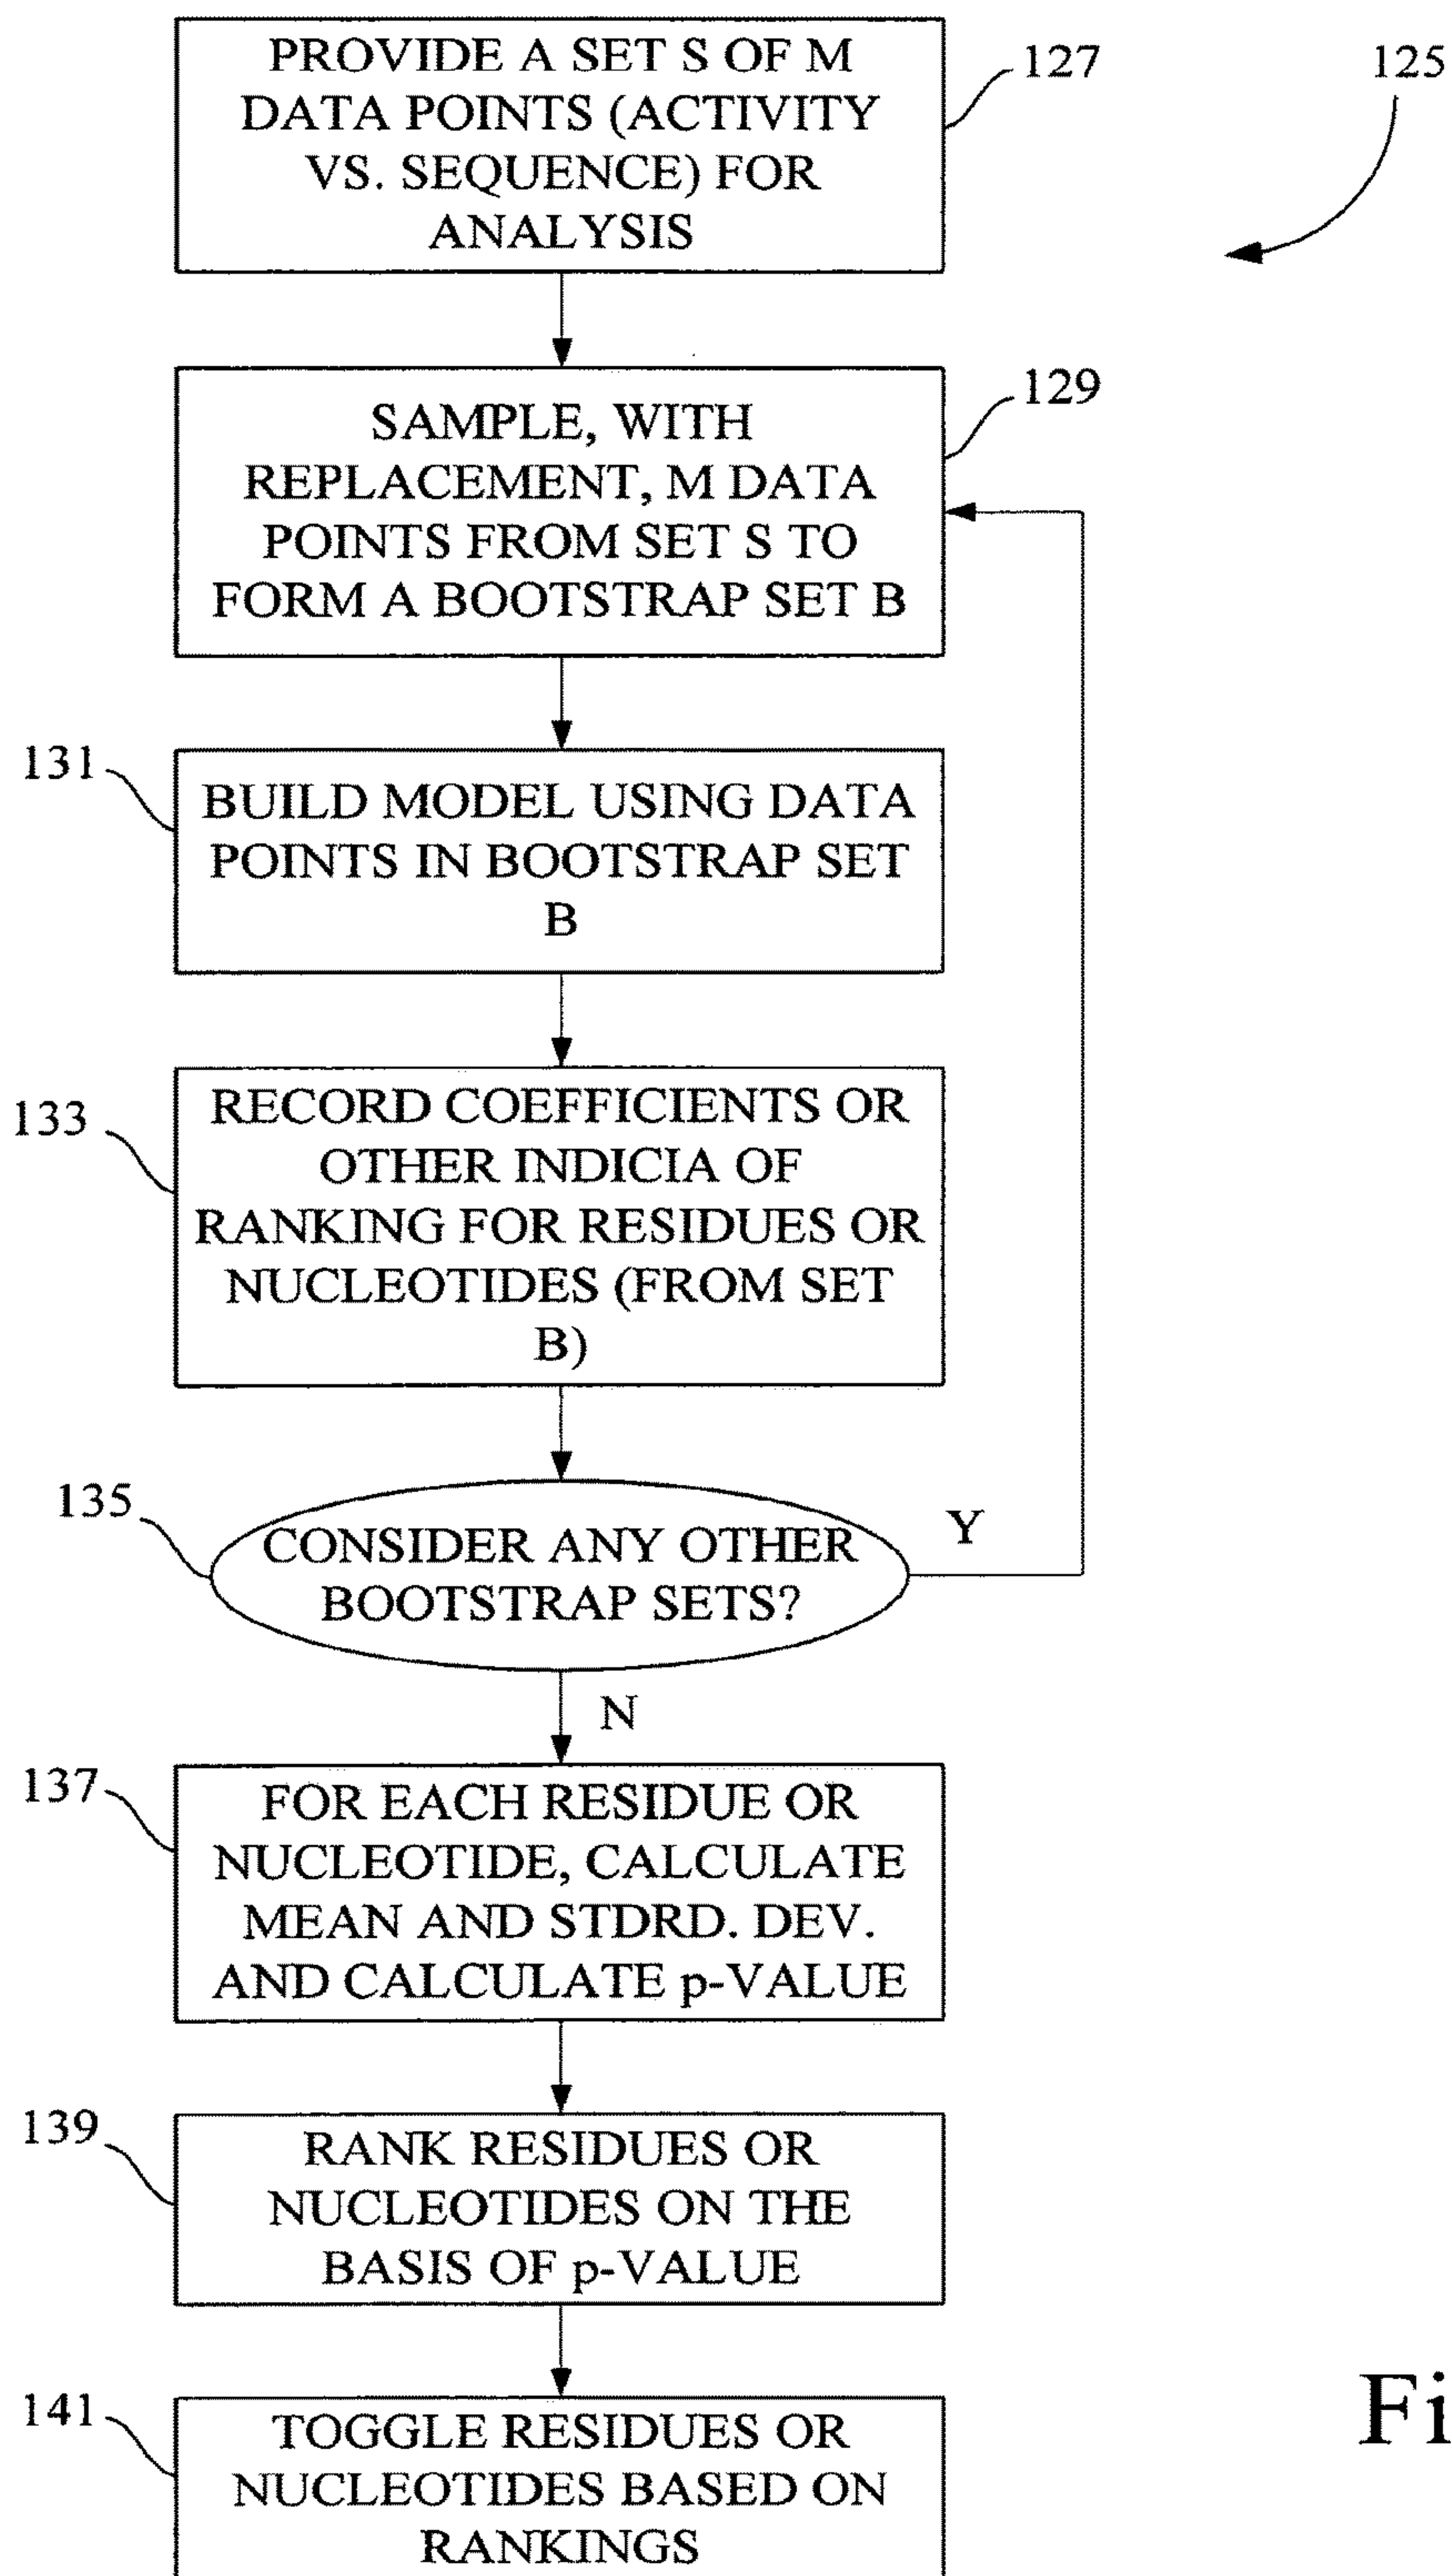 PROVIDE A SET S OF M
DATA POINTS (ACTIVITY
VS. SEQUENCE) FOR
ANALYSIS
127
125
SAMPLE, WITH
REPLACEMENT, M DATA
POINTS FROM SET S TO
FORM A BOOTSTRAP SET B
129
131
BUILD MODEL USING DATA
POINTS IN BOOTSTRAP SET
B
133
RECORD COEFFICIENTS OR
OTHER INDICIA OF
RANKING FOR RESIDUES OR
NUCLEOTIDES (FROM SET
B)
135
CONSIDER ANY OTHER
BOOTSTRAP SETS?
Y
N
137
FOR EACH RESIDUE OR
NUCLEOTIDE, CALCULATE
MEAN AND STDRD. DEV.
AND CALCULATE p-VALUE
139
RANK RESIDUES OR
NUCLEOTIDES ON THE
BASIS OF p-VALUE
141
TOGGLE RESIDUES OR
NUCLEOTIDES BASED ON
RANKINGS
Fi